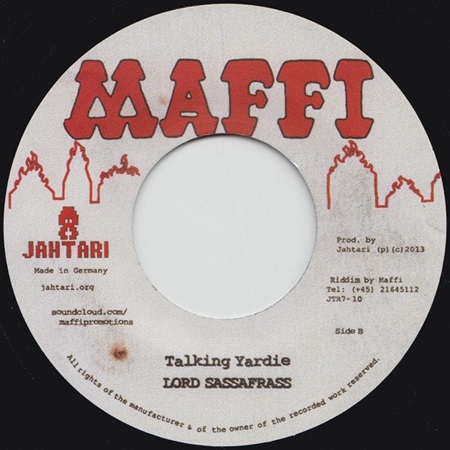 MAFFI
JAHTARI
Made in Germany
jahtari.org
soundcloud.com/
maffipromotions
Prod. by
Jahtari (p)(c)2013
Riddim by Maffi
Tel: (+45) 21645112
JTR7-10
Side B
Talking Yardie
LORD SASSAFRASS
All rights of the manufacturer & of the owner of the recorded work reserved.